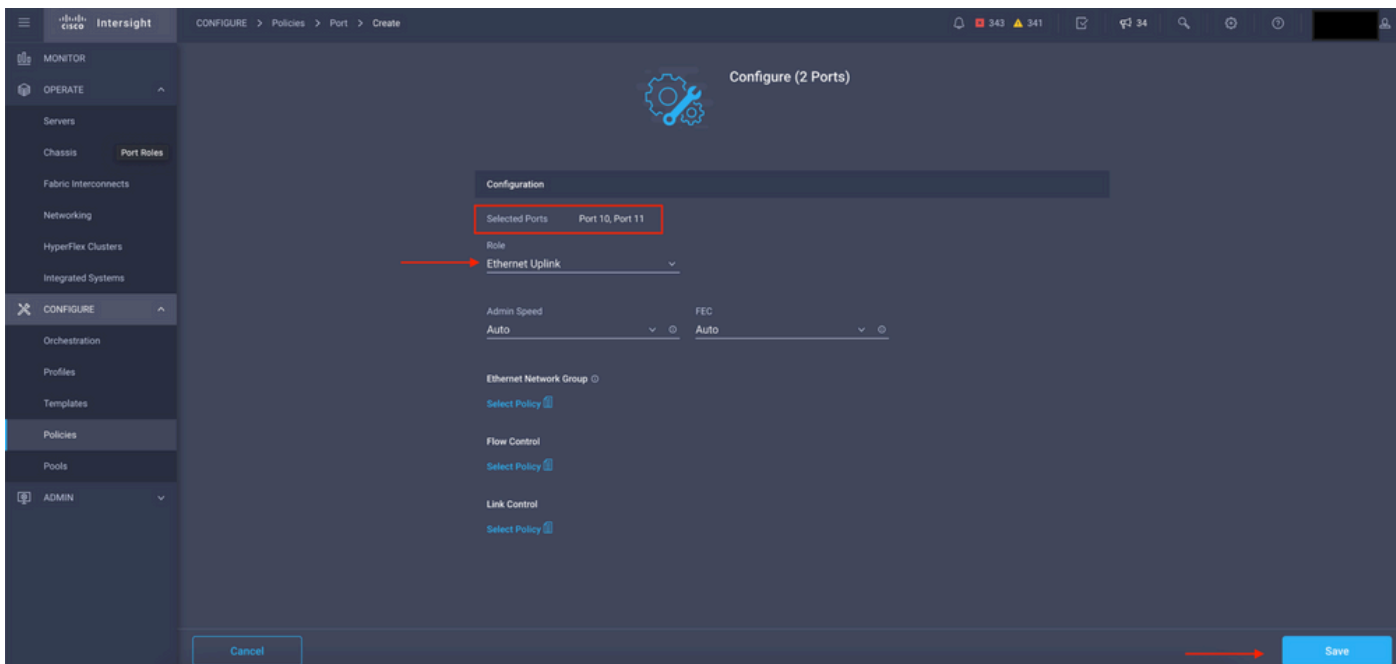 cisco Intersight
CONFIGURE > Policies > Port > Create
343 341
34
MONITOR
OPERATE
Servers
Chassis
Port Roles
Fabric Interconnects
Networking
HyperFlex Clusters
Integrated Systems
CONFIGURE
Orchestration
Profiles
Templates
Policies
Pools
ADMIN
Configure (2 Ports)
Configuration
Selected Ports Port 10, Port 11
Role
Ethernet Uplink
Admin Speed FEC
Auto Auto
Ethernet Network Group
Select Policy
Flow Control
Select Policy
Link Control
Select Policy
Cancel Save